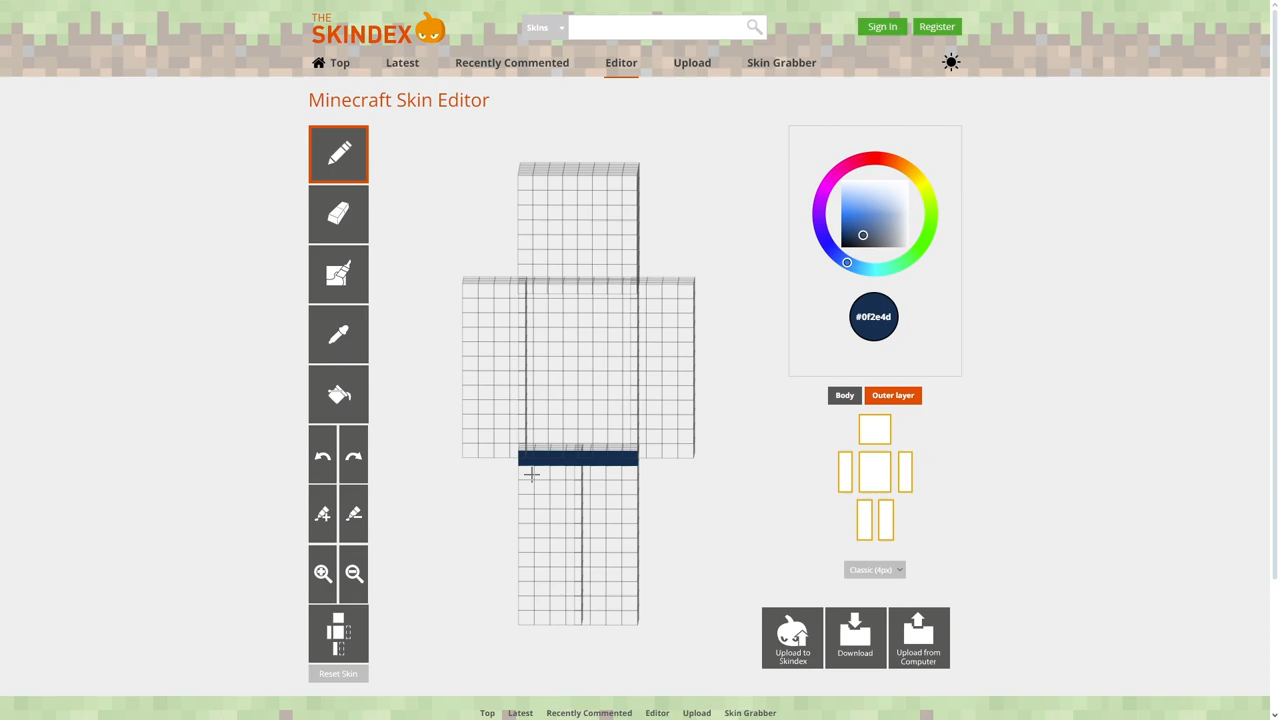 THE
SKINDEX
Skins
Sign In
Register
Top
Latest
Recently Commented
Editor
Upload
Skin Grabber
Minecraft Skin Editor
#0f2e4d
Body
Outer layer
Classic (4px)
Upload to
Skindex
Download
Upload from
Computer
Reset Skin
Top
Latest
Recently Commented
Editor
Upload
Skin Grabber